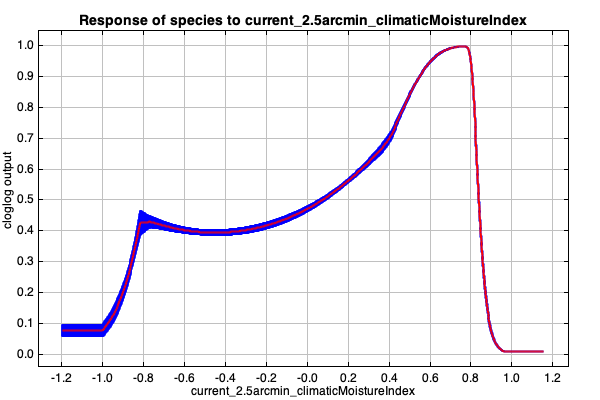 Response of species to current_2.5arcmin_climaticMoistureIndex
1.0
0.9
0.8
0.7
0.6
0.5
0.4
0.3
0.2
0.1
0.0
cloglog output
-1.2 -1.0 -0.8 -0.6 -0.4 -0.2 -0.0 0.2 0.4 0.6 0.8 1.0 1.2
current_2.5arcmin_climaticMoistureIndex